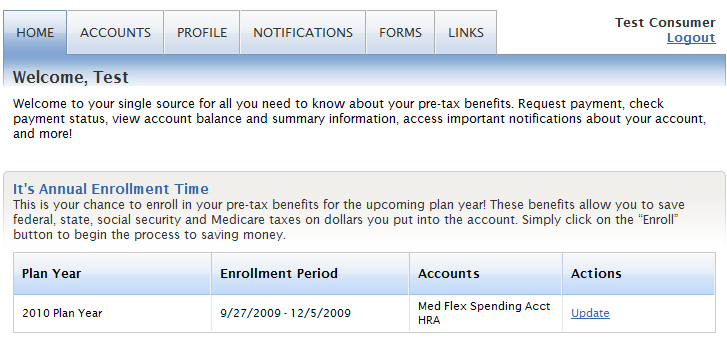 HOME ACCOUNTS PROFILE NOTIFICATIONS FORMS LINKS
Test Consumer
Logout
Welcome, Test
Welcome to your single source for all you need to know about your pre-tax benefits. Request payment, check
payment status, view account balance and summary information, access important notifications about your account,
and more!
It's Annual Enrollment Time
This is your chance to enroll in your pre-tax benefits for the upcoming plan year! These benefits allow you to save
federal, state, social security and Medicare taxes on dollars you put into the account. Simply click on the “Enroll”
button to begin the process to saving money.
Plan Year Enrollment Period Accounts Actions
2010 Plan Year 9/27/2009 - 12/5/2009 Med Flex Spending Acct Update
HRA